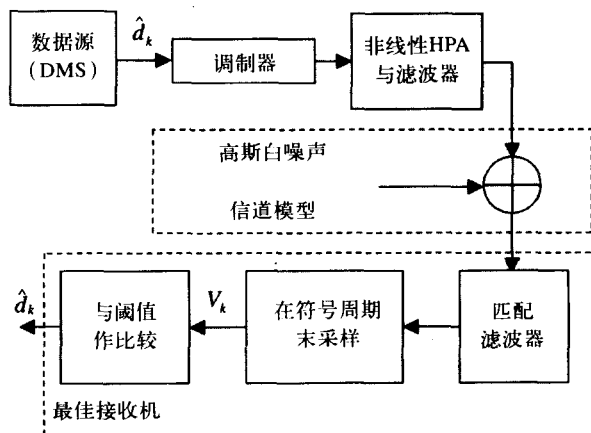 数据源
(DMS)
d̂ₖ
调制器
非线性HPA
与滤波器
高斯白噪声
信道模型
匹配
滤波器
在符号周期
末采样
Vₖ
与阈值
作比较
d̂ₖ
最佳接收机